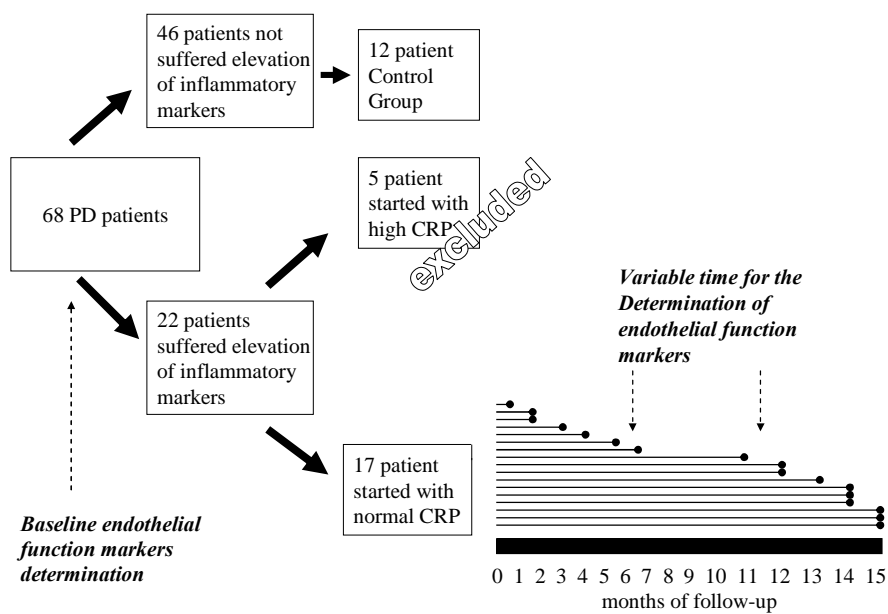 46 patients not
suffered elevation
of inflammatory
markers
12 patient
Control
Group
68 PD patients
5 patient
started with
high CRP
excluded
22 patients
suffered elevation
of inflammatory
markers
Variable time for the
Determination of
endothelial function
markers
17 patient
started with
normal CRP
Baseline endothelial
function markers
determination
0 1 2 3 4 5 6 7 8 9 10 11 12 13 14 15
months of follow-up